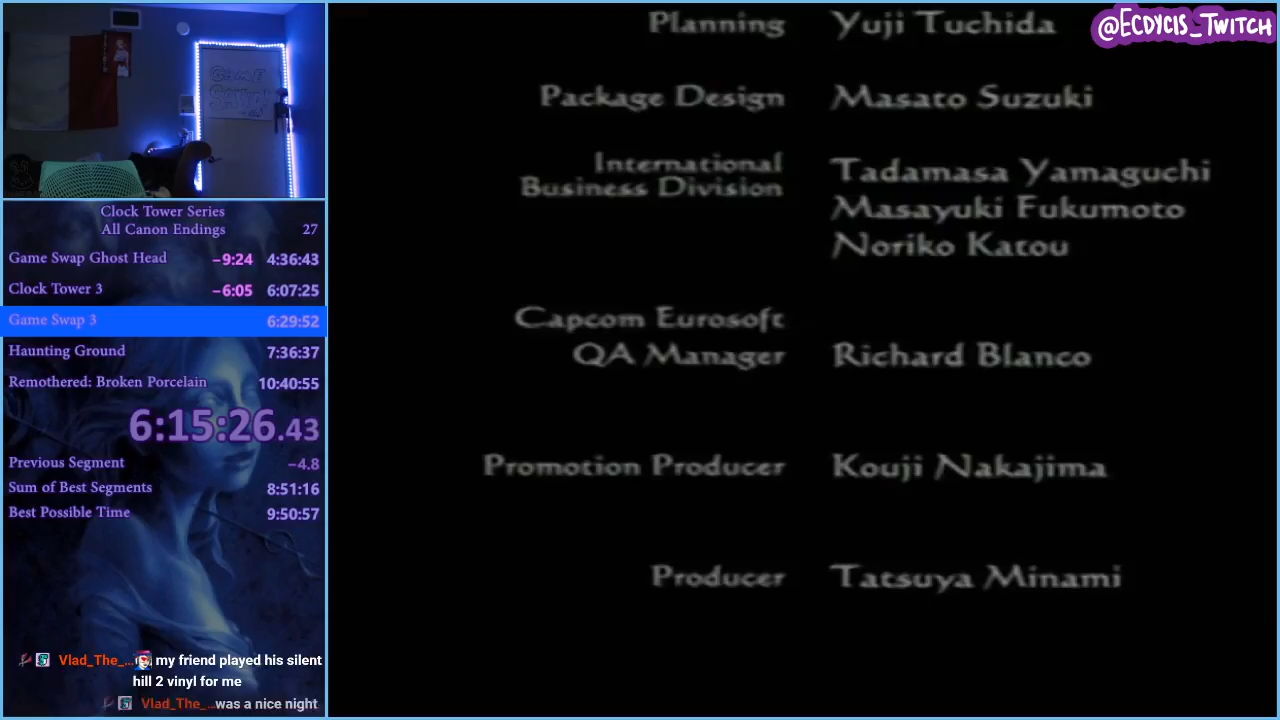 @ECDYCIS_TWITCH
GAME
Clock Tower Series
All Canon Endings 27
Game Swap Ghost Head −9:24 4:36:43
Clock Tower 3 −6:05 6:07:25
Game Swap 3 6:29:52
Haunting Ground 7:36:37
Remothered: Broken Porcelain 10:40:55
6:15:26.43
Previous Segment −4.8
Sum of Best Segments 8:51:16
Best Possible Time 9:50:57
Vlad_The_... my friend played his silent
hill 2 vinyl for me
Vlad_The_... was a nice night
Planning Yuji Tuchida
Package Design Masato Suzuki
International
Business Division Tadamasa Yamaguchi
Masayuki Fukumoto
Noriko Katou
Capcom Eurosoft
QA Manager Richard Blanco
Promotion Producer Kouji Nakajima
Producer Tatsuya Minami